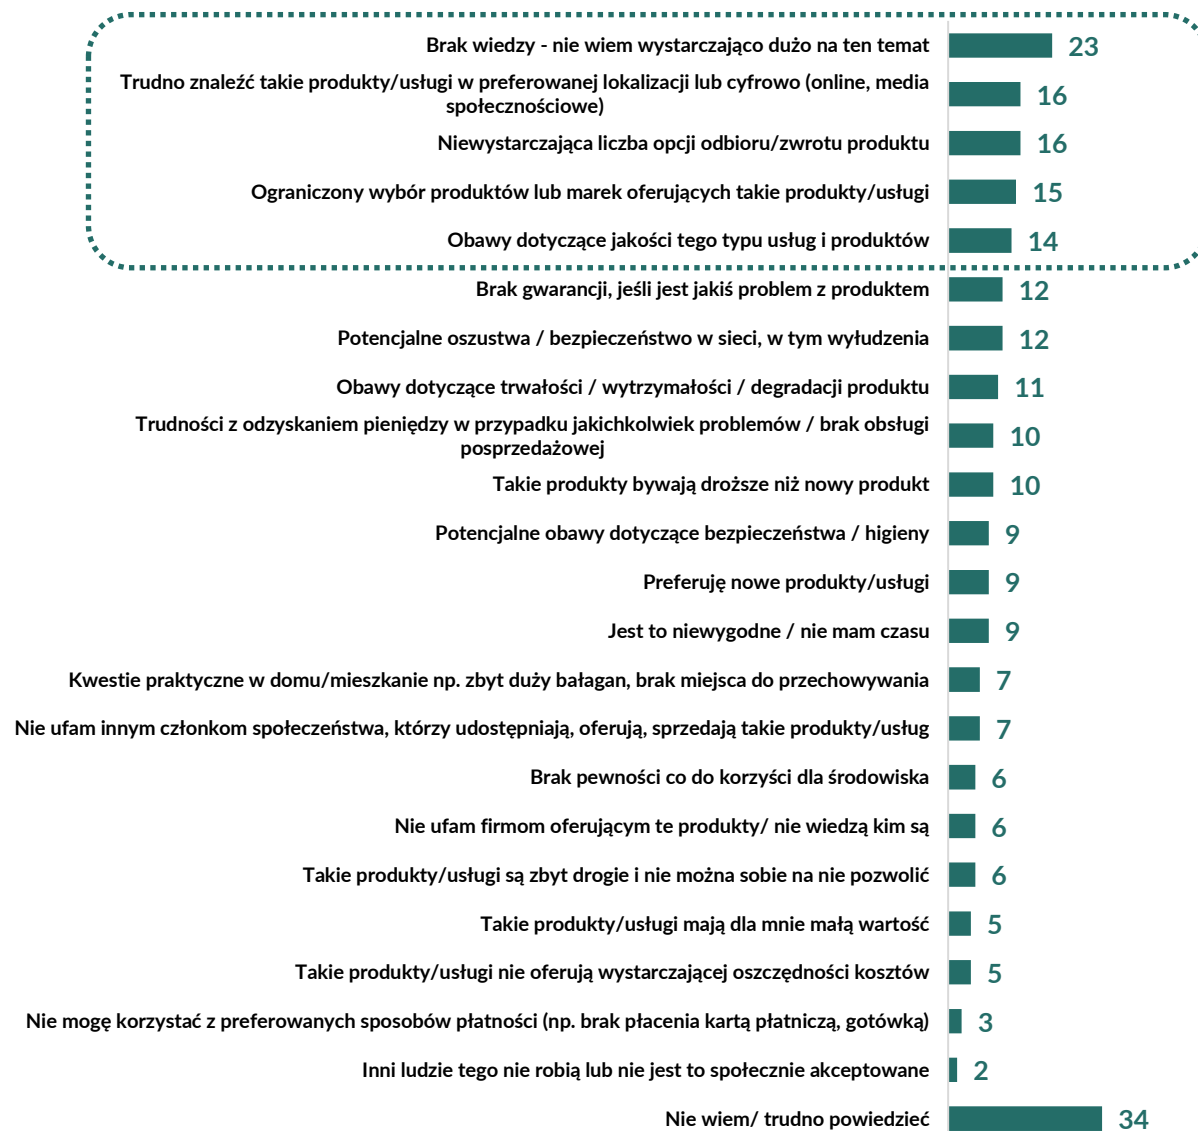 Brak wiedzy - nie wiem wystarczająco dużo na ten temat 23
Trudno znaleźć takie produkty/usługi w preferowanej lokalizacji lub cyfrowo (online, media
społecznościowe) 16
Niewystarczająca liczba opcji odbioru/zwrotu produktu 16
Ograniczony wybór produktów lub marek oferujących takie produkty/usługi 15
Obawy dotyczące jakości tego typu usług i produktów 14
Brak gwarancji, jeśli jest jakiś problem z produktem 12
Potencjalne oszustwa / bezpieczeństwo w sieci, w tym wyłudzenia 12
Obawy dotyczące trwałości / wytrzymałości / degradacji produktu 11
Trudności z odzyskaniem pieniędzy w przypadku jakichkolwiek problemów / brak obsługi
posprzedażowej 10
Takie produkty bywają droższe niż nowy produkt 10
Potencjalne obawy dotyczące bezpieczeństwa / higieny 9
Preferuję nowe produkty/usługi 9
Jest to niewygodne / nie mam czasu 9
Kwestie praktyczne w domu/mieszkanie np. zbyt duży bałagan, brak miejsca do przechowywania 7
Nie ufam innym członkom społeczeństwa, którzy udostępniają, oferują, sprzedają takie produkty/usług 7
Brak pewności co do korzyści dla środowiska 6
Nie ufam firmom oferującym te produkty/ nie wiedzą kim są 6
Takie produkty/usługi są zbyt drogie i nie można sobie na nie pozwolić 6
Takie produkty/usługi mają dla mnie małą wartość 5
Takie produkty/usługi nie oferują wystarczającej oszczędności kosztów 5
Nie mogę korzystać z preferowanych sposobów płatności (np. brak płacenia kartą płatniczą, gotówką) 3
Inni ludzie tego nie robią lub nie jest to społecznie akceptowane 2
Nie wiem/ trudno powiedzieć 34